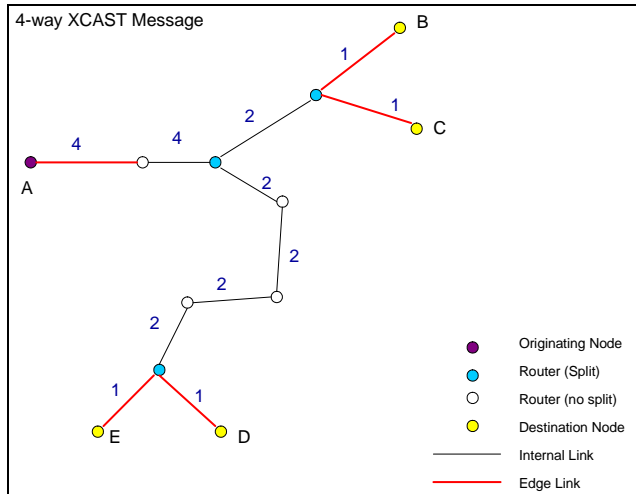 4-way XCAST Message
B
1
1
2
C
4
4
A
2
2
2
2
1
1
E
D
Originating Node
Router (Split)
Router (no split)
Destination Node
Internal Link
Edge Link